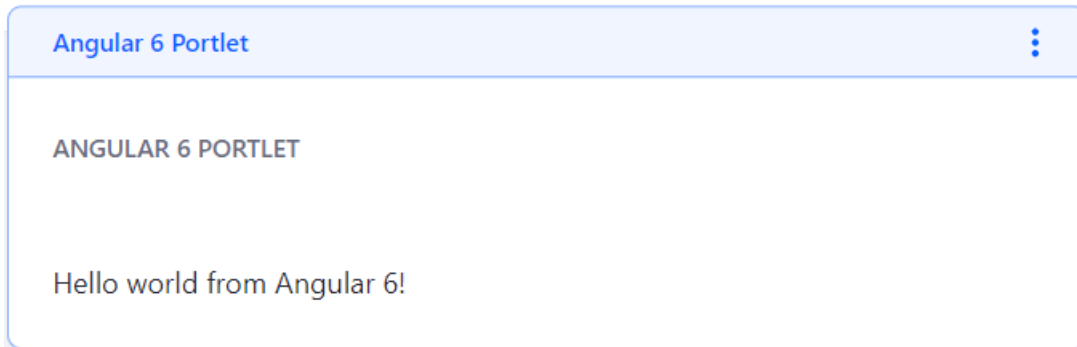 Angular 6 Portlet
ANGULAR 6 PORTLET
Hello world from Angular 6!